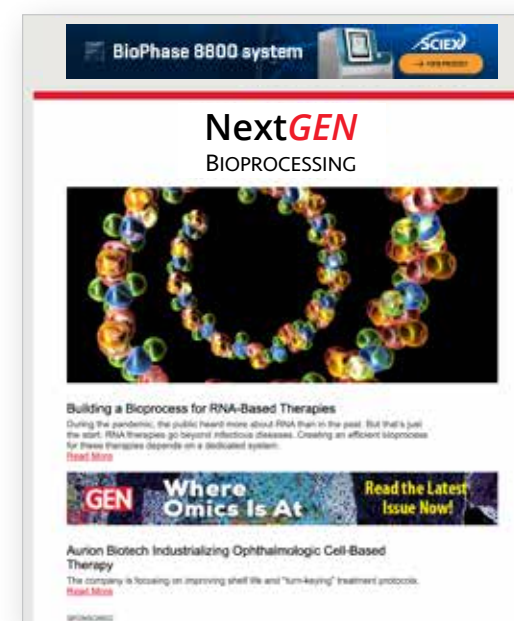 BioPhase 8800 system
SCIEX
NextGEN
BIOPROCESSING
Building a Bioprocess for RNA-Based Therapies
During the pandemic, the public heard more about RNA than in the past. But that's just
the start. RNA therapies go beyond infectious diseases. Creating an efficient bioprocess
for these therapies depends on a dedicated system.
Read More
GEN
Where
Omics Is At
Read the Latest
Issue Now!
Aurion Biotech Industrializing Ophthalmologic Cell-Based
Therapy
The company is focusing on improving shelf life and "turn-keying" treatment protocols.
Read More
SPONSORED